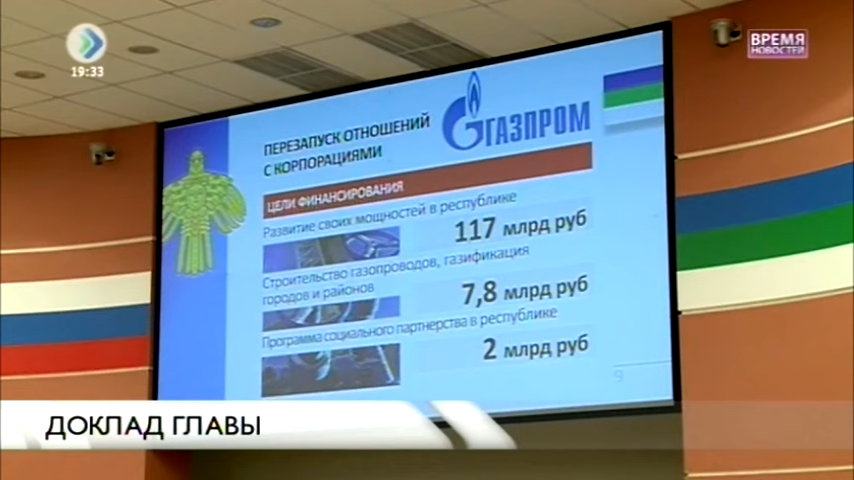 19:33
ВРЕМЯ
НОВОСТЕЙ
ПЕРЕЗАПУСК ОТНОШЕНИЙ
С КОРПОРАЦИЯМИ
ГАЗПРОМ
ЦЕЛИ ФИНАНСИРОВАНИЯ
Развитие своих мощностей в республике
117 млрд руб
Строительство газопроводов, газификация
городов и районов
7,8 млрд руб
Программа социального партнерства в республике
2 млрд руб
9
ДОКЛАД ГЛАВЫ